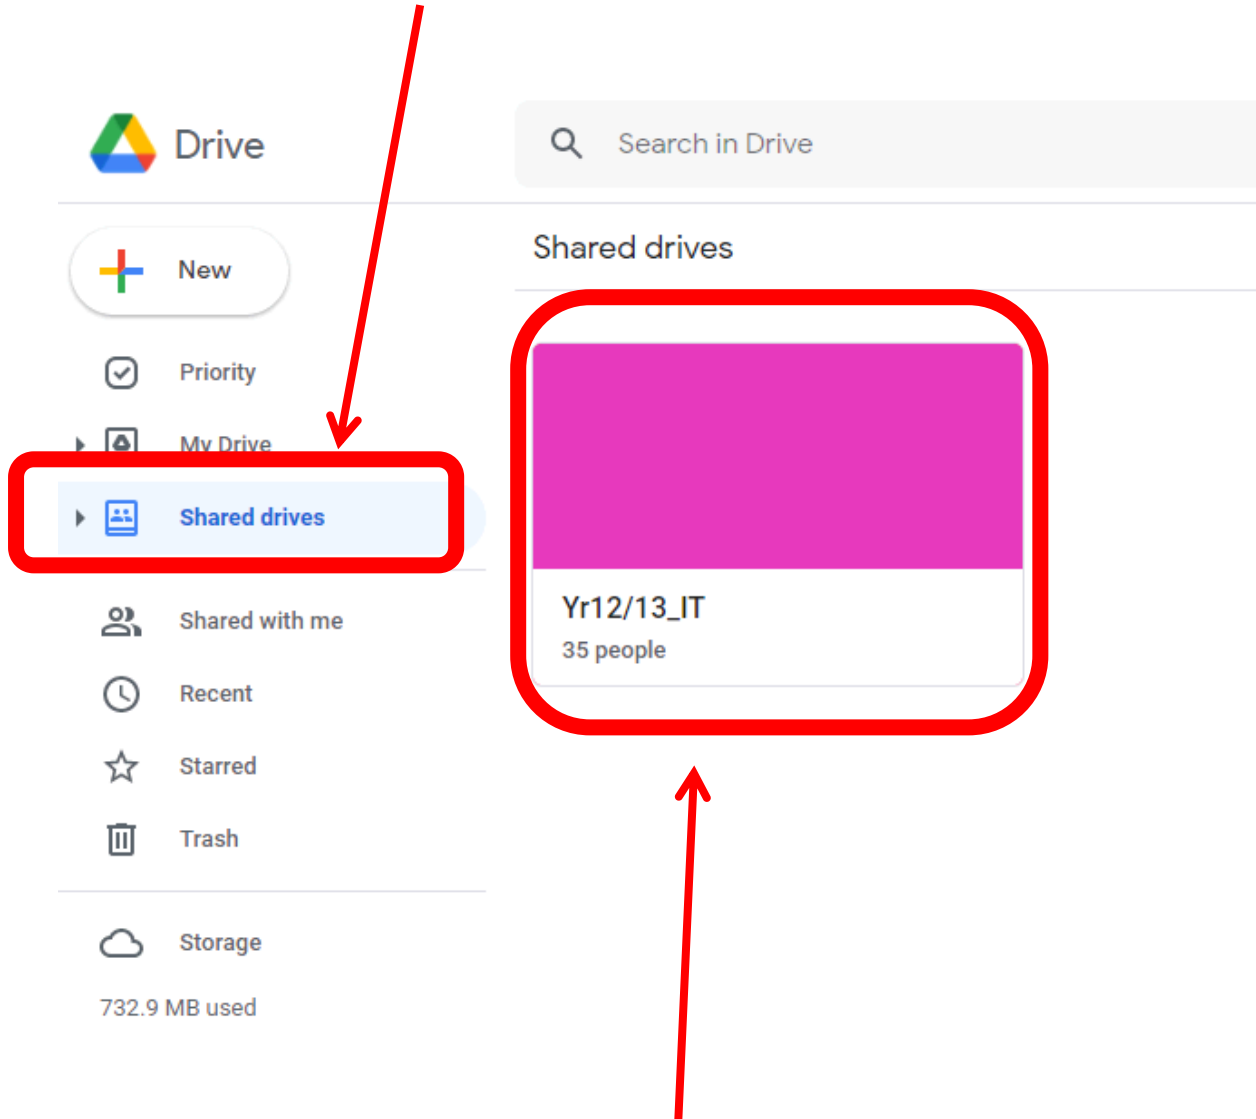 Drive
Search in Drive
New
Shared drives
Priority
My Drive
Shared drives
Yr12/13_IT
35 people
Shared with me
Recent
Starred
Trash
Storage
732.9 MB used